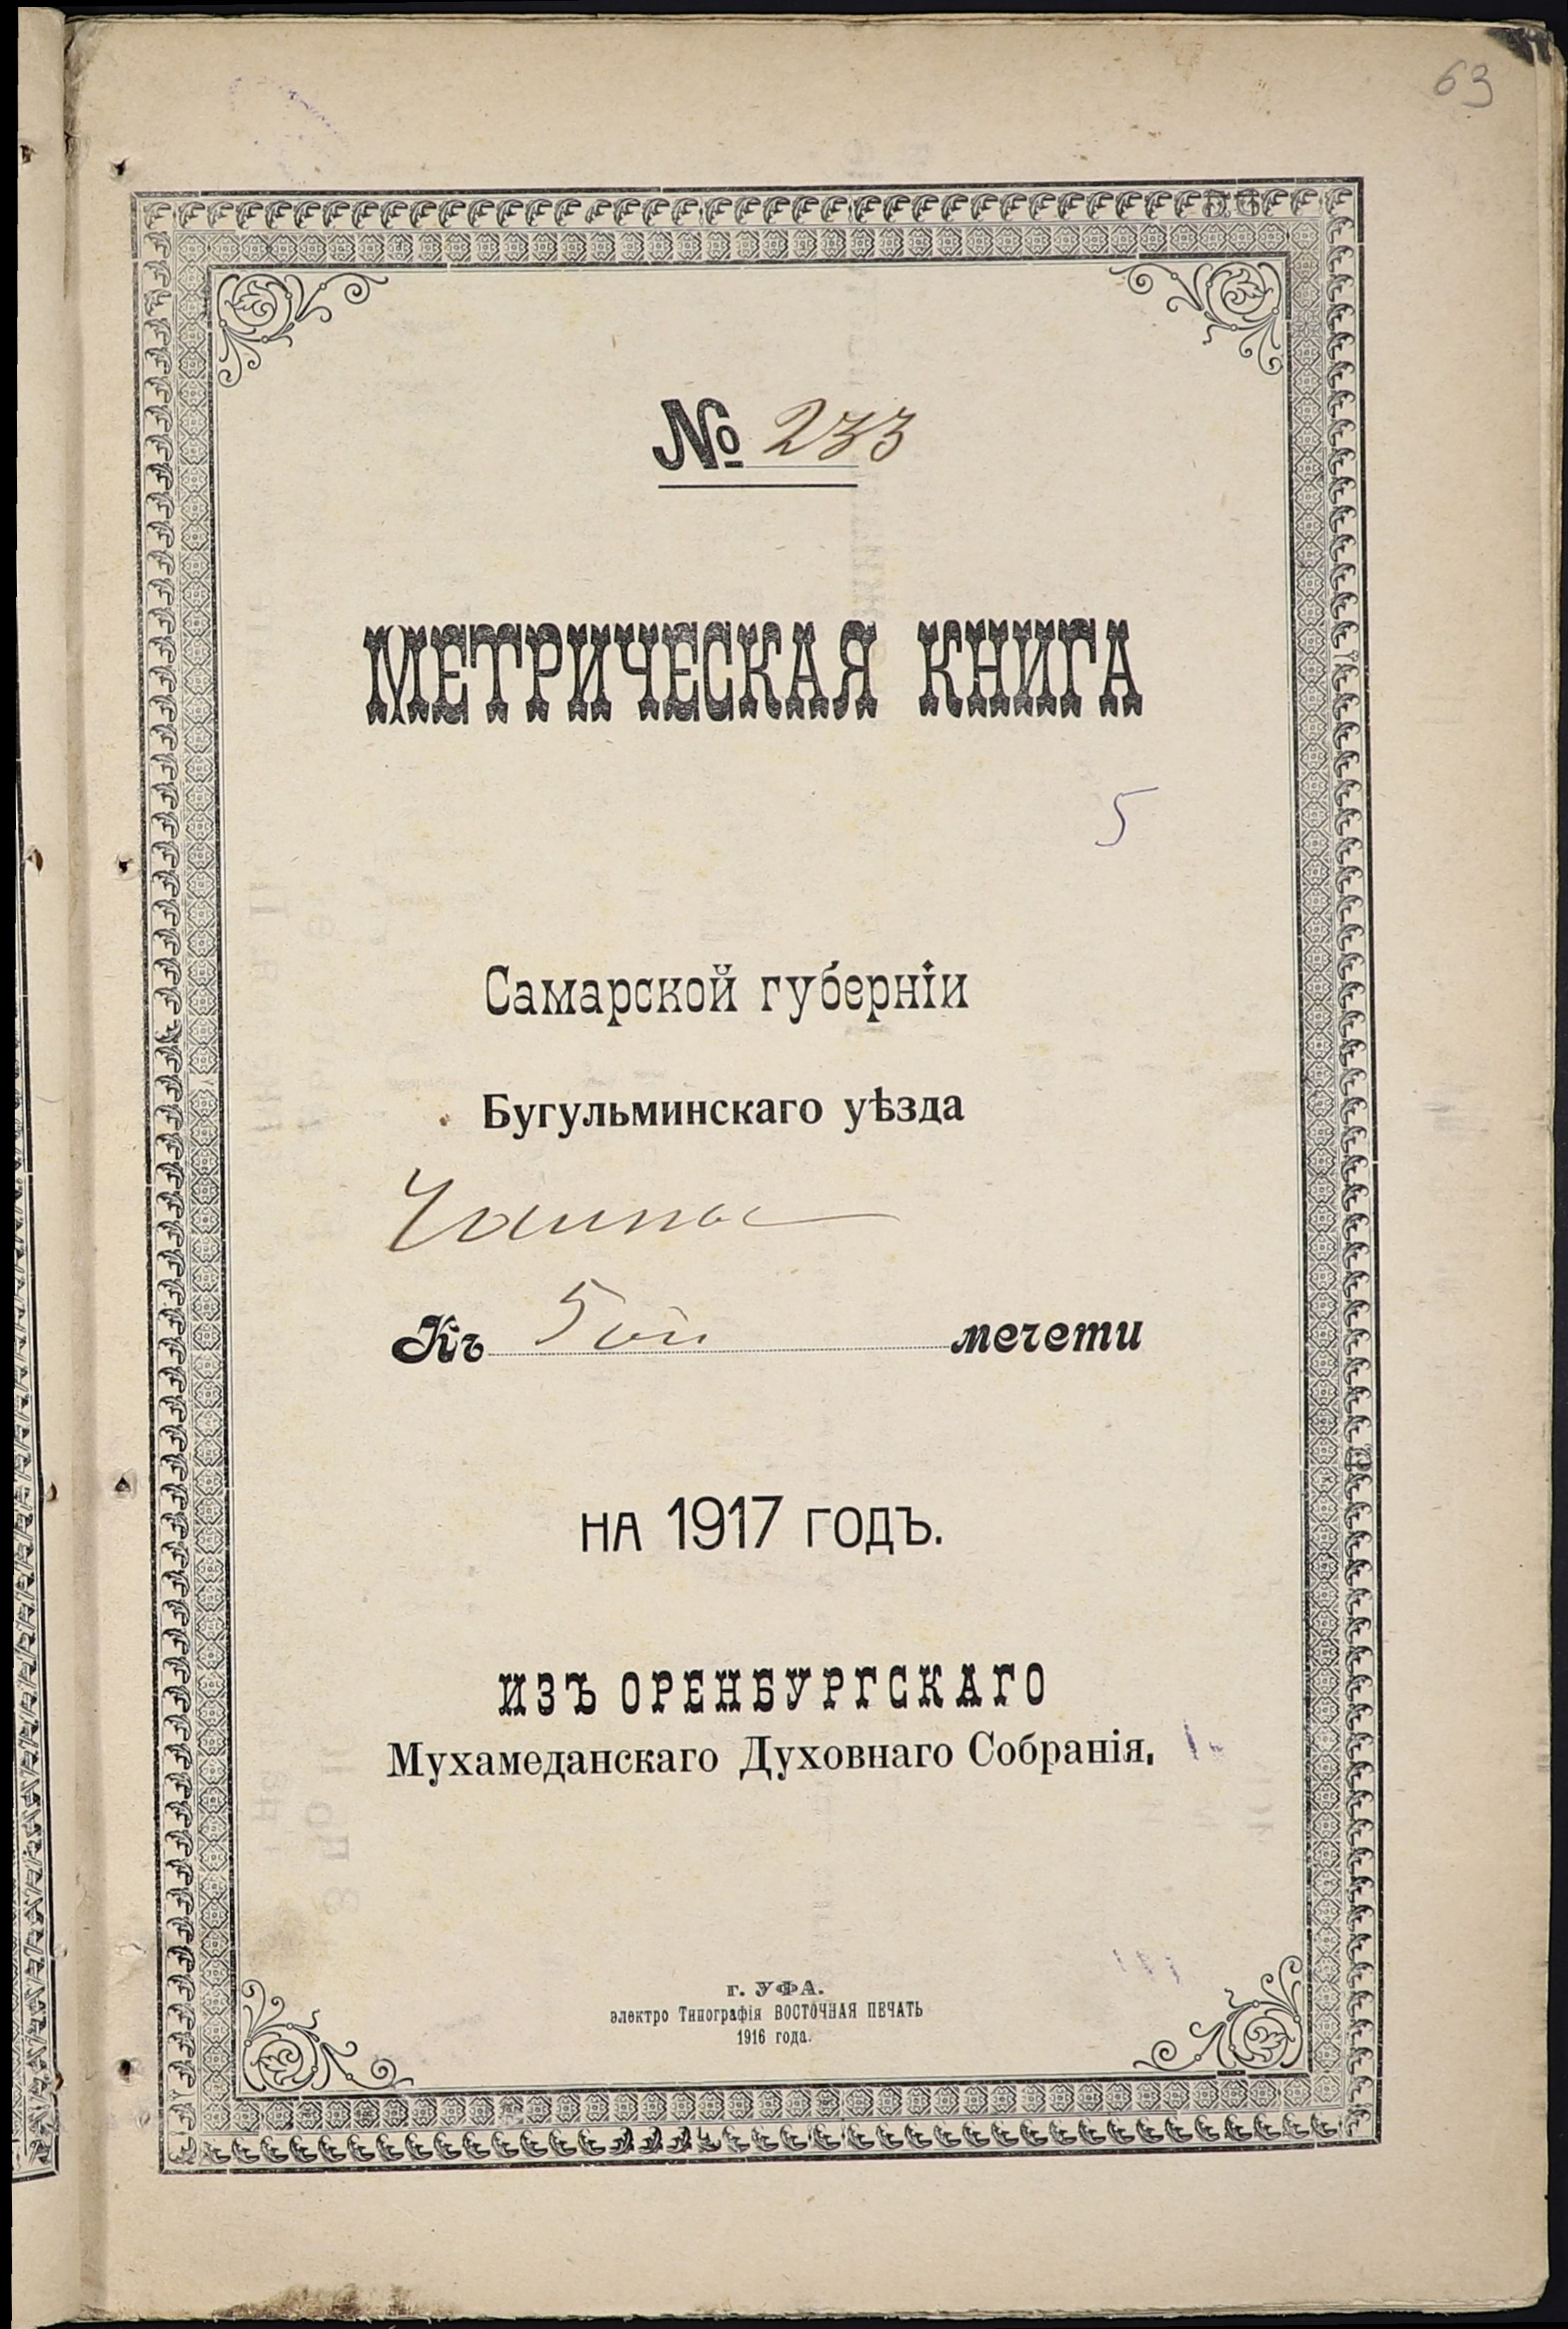 63
№ 233
МЕТРИЧЕСКАЯ КНИГА
5
Самарской губерніи
Бугульминскаго уѣзда
Къ 5ой мечети
НА 1917 ГОДЪ.
ИЗЪ ОРЕНБУРГСКАГО
Мухамеданскаго Духовнаго Собранія.
г. УФА.
электро Типографія ВОСТОЧНАЯ ПЕЧАТЬ
1916 года.